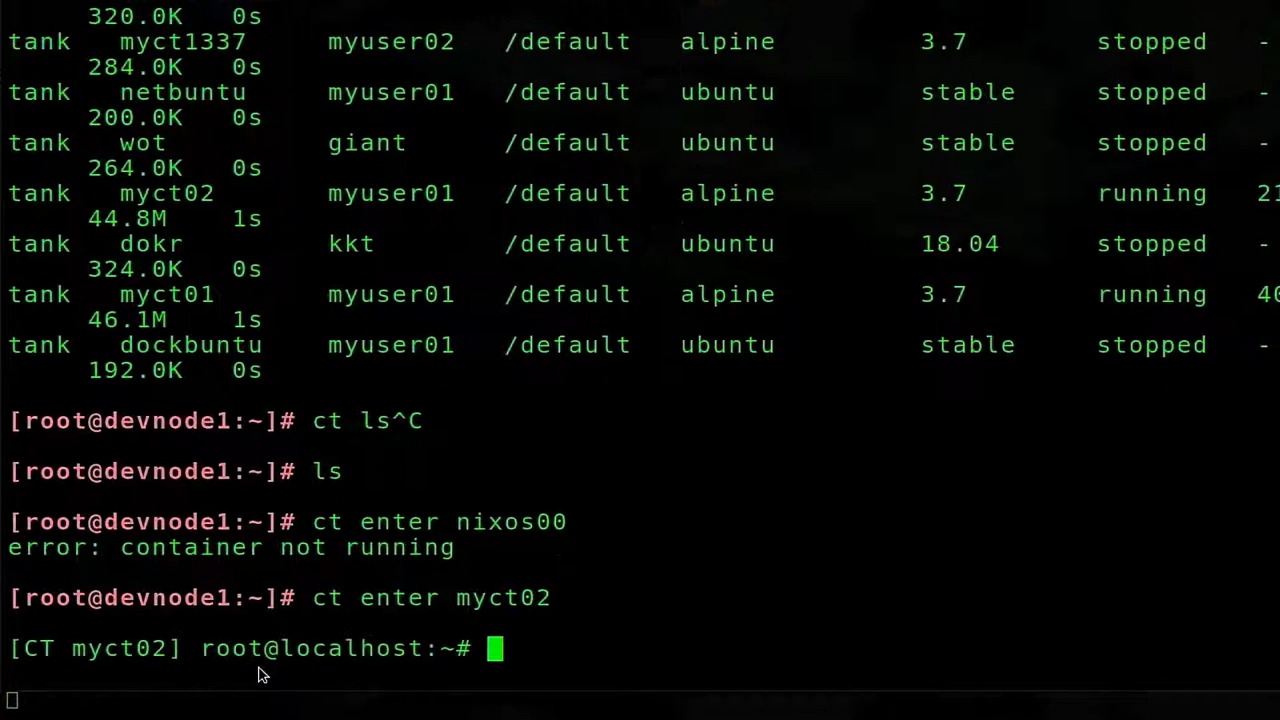 320.0K 0s
tank myct1337 myuser02 /default alpine 3.7 stopped -
284.0K 0s
tank netbuntu myuser01 /default ubuntu stable stopped -
200.0K 0s
tank wot giant /default ubuntu stable stopped -
264.0K 0s
tank myct02 myuser01 /default alpine 3.7 running 21
44.8M 1s
tank dokr kkt /default ubuntu 18.04 stopped -
324.0K 0s
tank myct01 myuser01 /default alpine 3.7 running 40
46.1M 1s
tank dockbuntu myuser01 /default ubuntu stable stopped -
192.0K 0s
[root@devnode1:~]# ct ls^C
[root@devnode1:~]# ls
[root@devnode1:~]# ct enter nixos00
error: container not running
[root@devnode1:~]# ct enter myct02
[CT myct02] root@localhost:~#